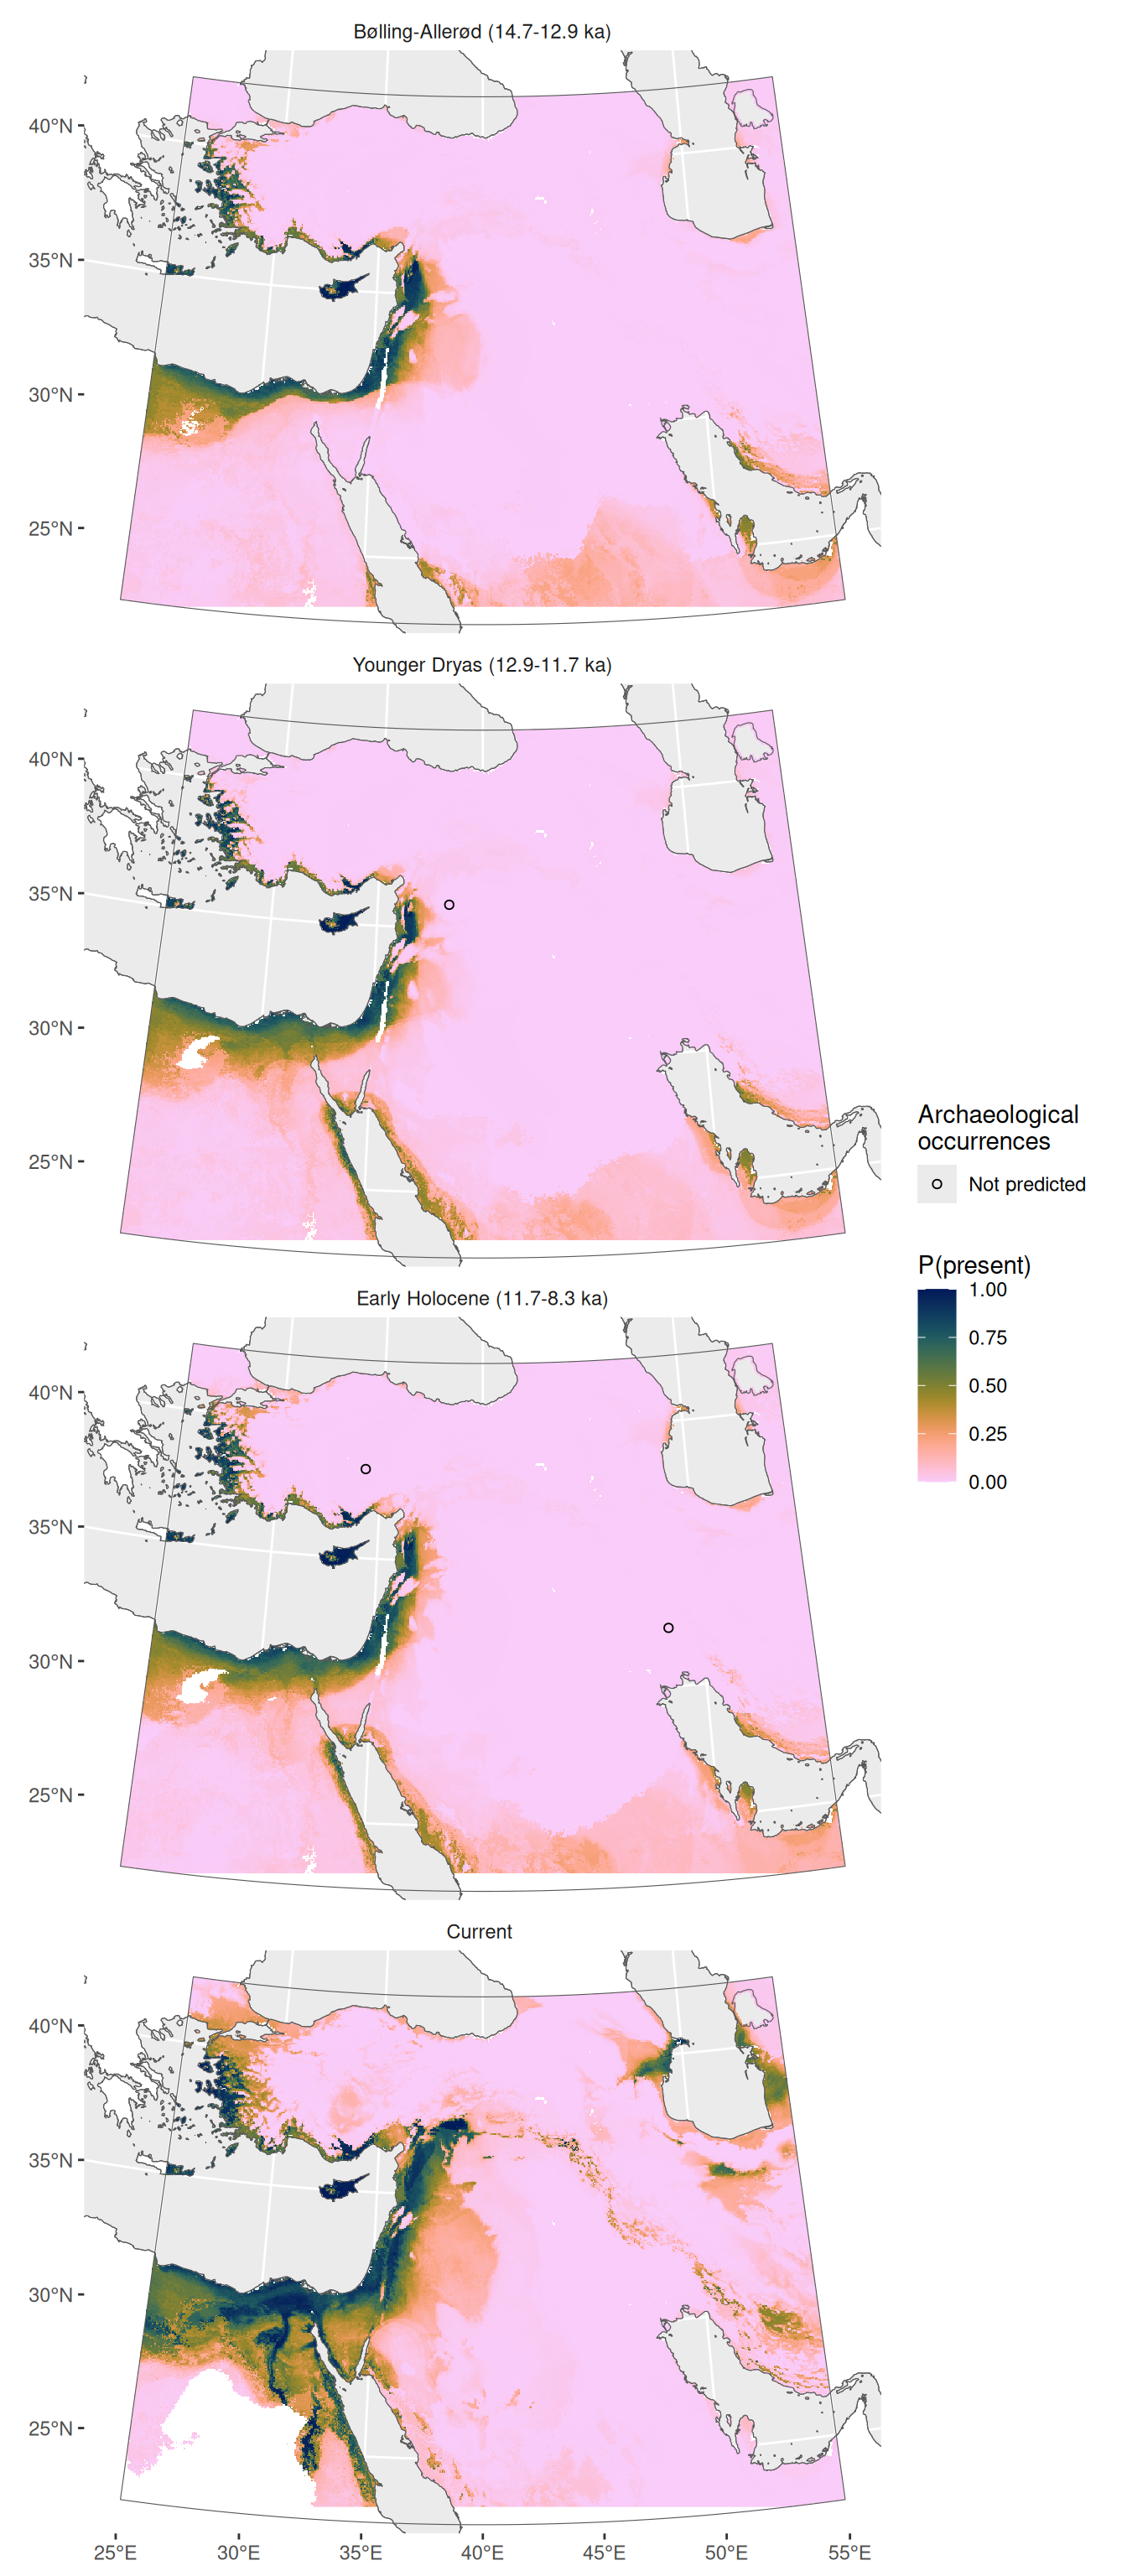 Bølling-Allerød (14.7-12.9 ka)
40°N
35°N
30°N
25°N
Younger Dryas (12.9-11.7 ka)
40°N
35°N
30°N
25°N
Archaeological
occurrences
Not predicted
P(present)
1.00
0.75
0.50
0.25
0.00
Early Holocene (11.7-8.3 ka)
40°N
35°N
30°N
25°N
Current
40°N
35°N
30°N
25°N
25°E 30°E 35°E 40°E 45°E 50°E 55°E